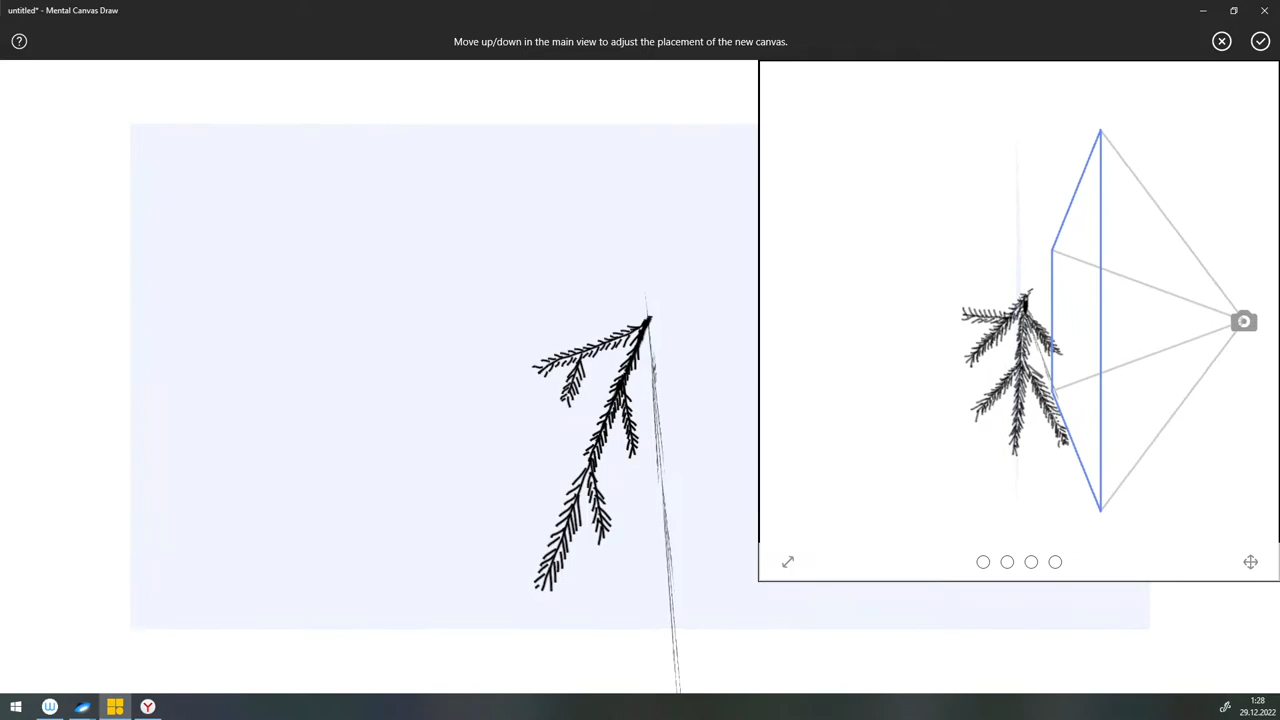 untitled* - Mental Canvas Draw
Move up/down in the main view to adjust the placement of the new canvas.
1:28
29.12.2022